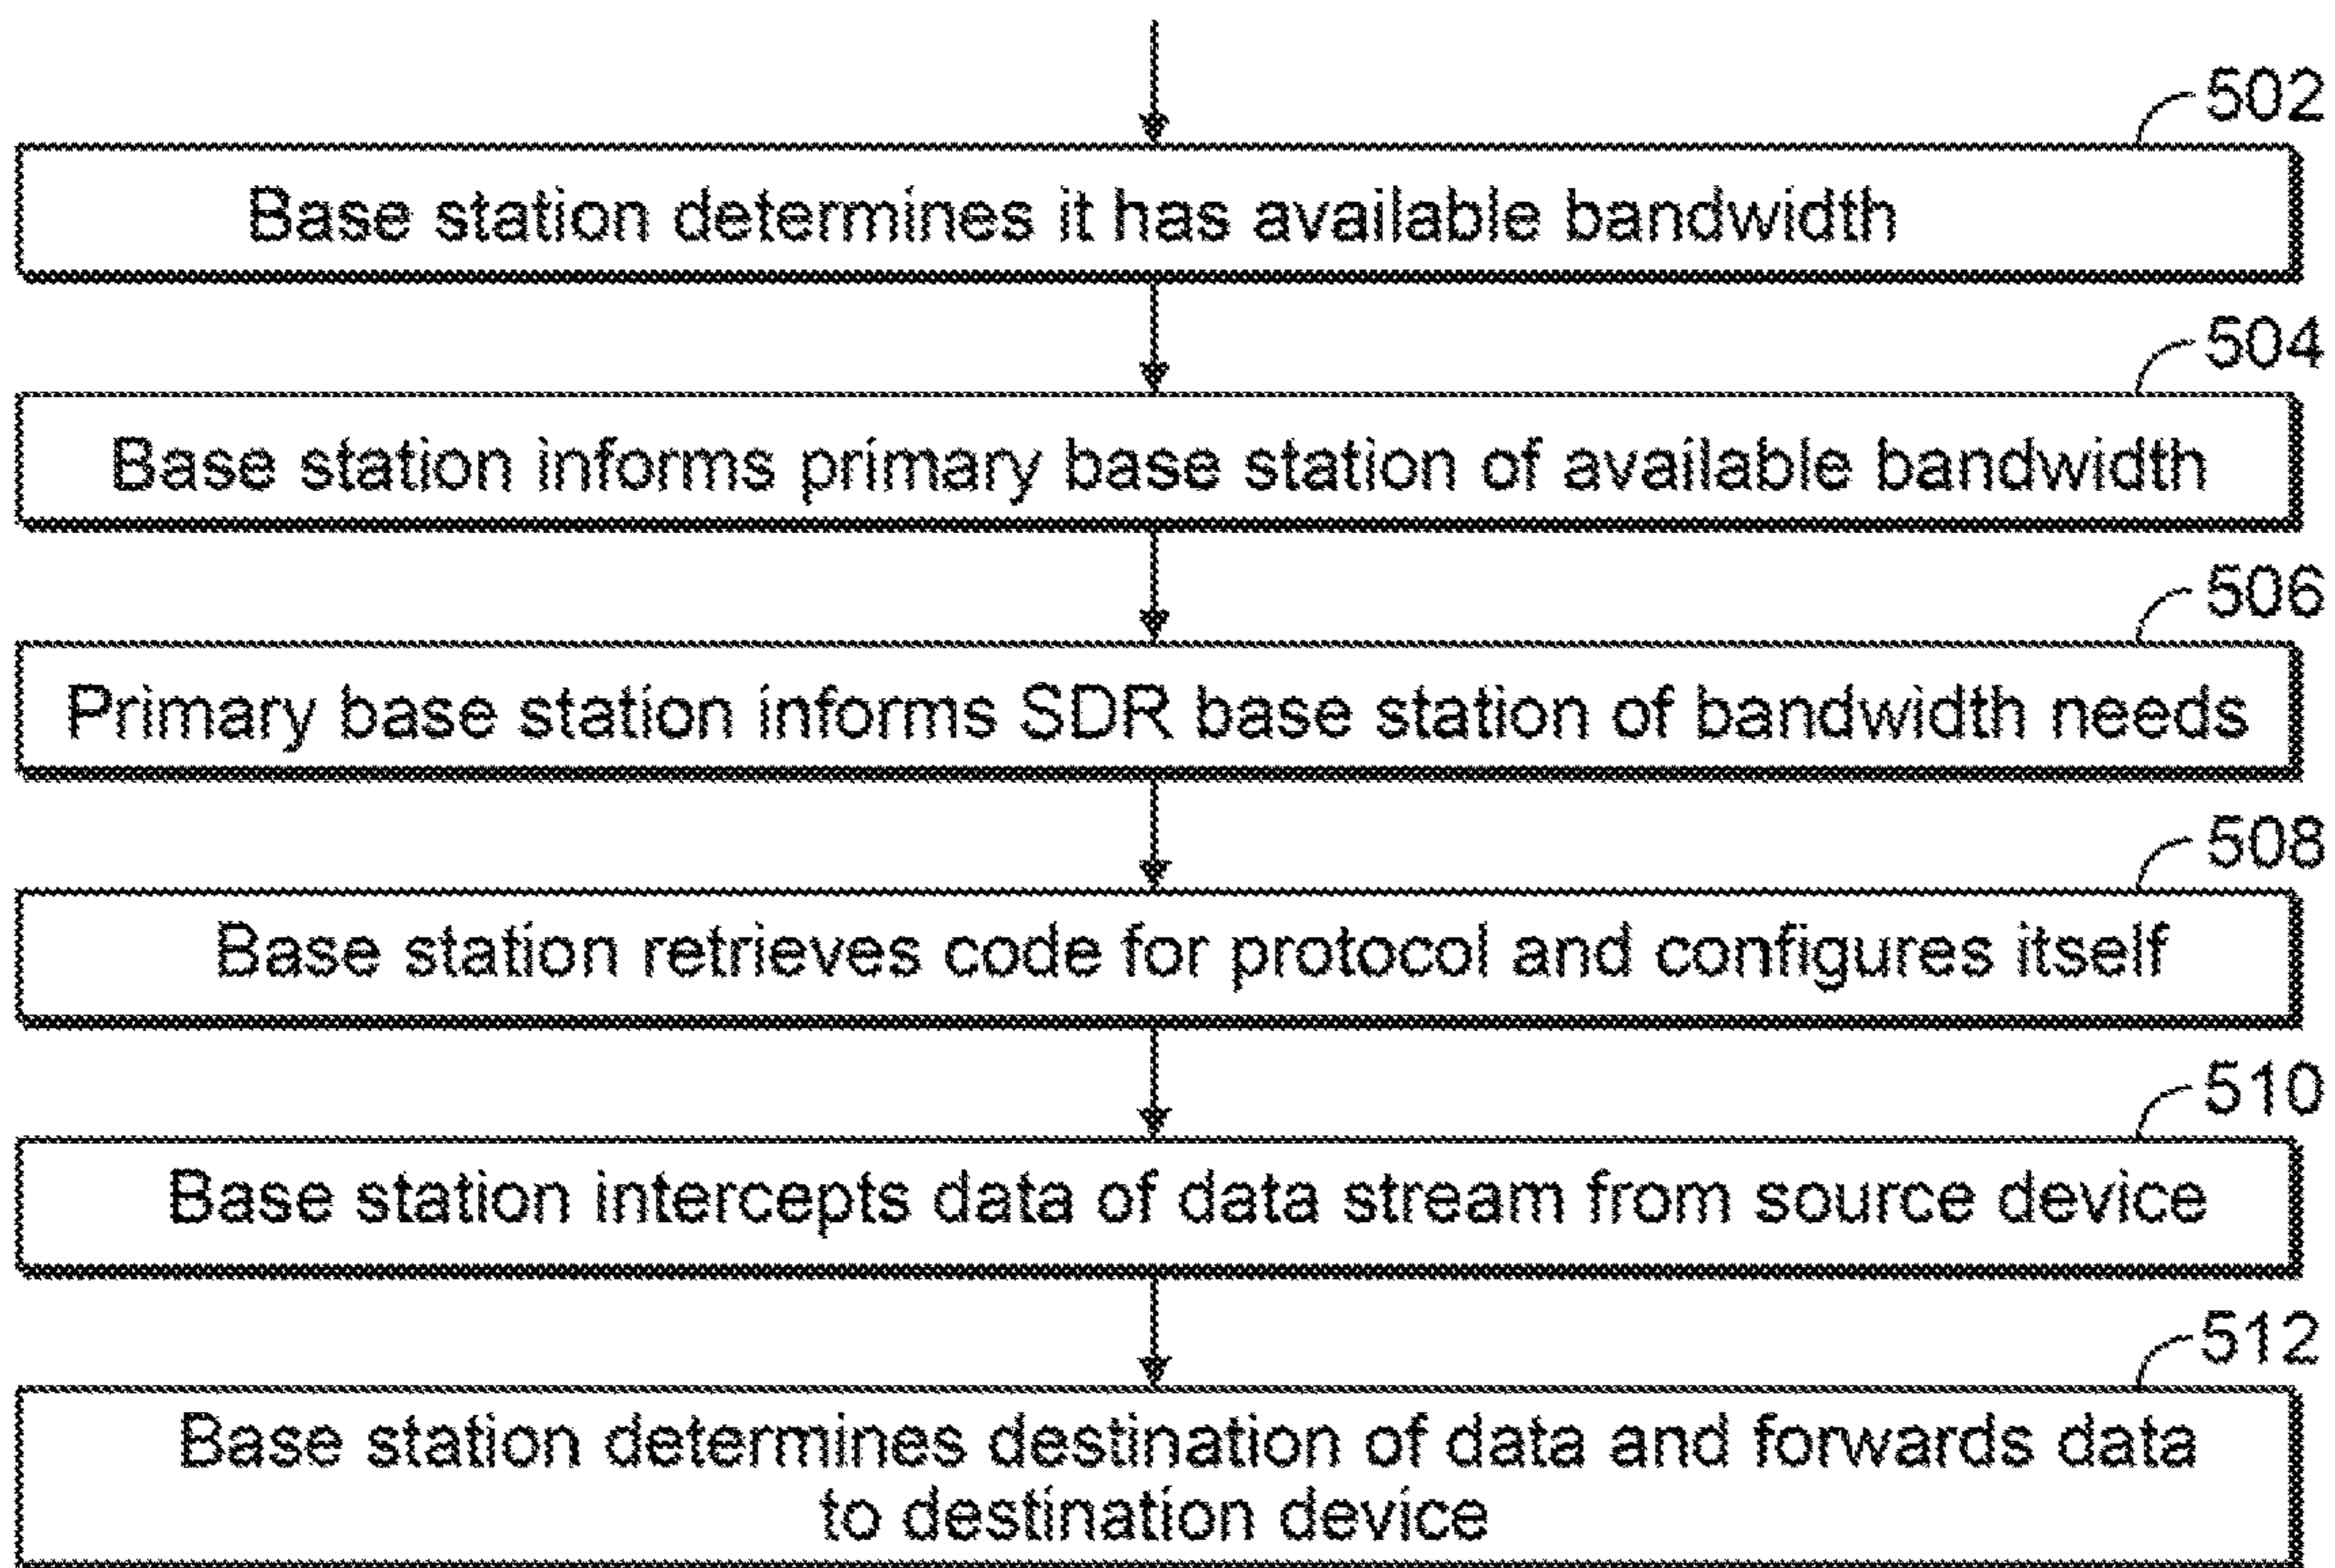 502
Base station determines it has available bandwidth
504
Base station informs primary base station of available bandwidth
506
Primary base station informs SDR base station of bandwidth needs
508
Base station retrieves code for protocol and configures itself
510
Base station intercepts data of data stream from source device
512
Base station determines destination of data and forwards data
to destination device